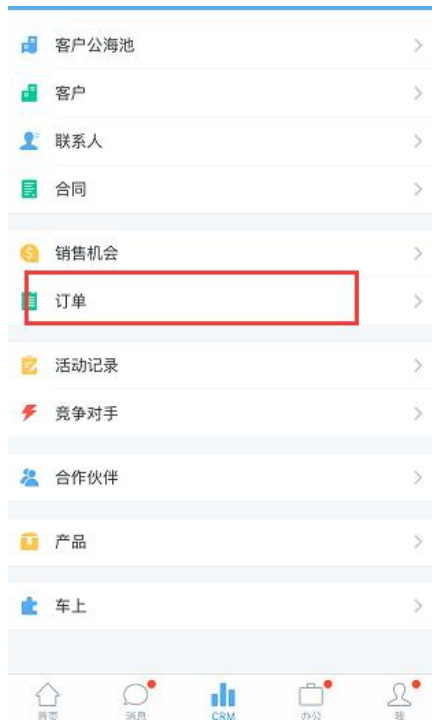 客户公海池
客户
联系人
合同
销售机会
订单
活动记录
竞争对手
合作伙伴
产品
车上
首页
消息
CRM
办公
我